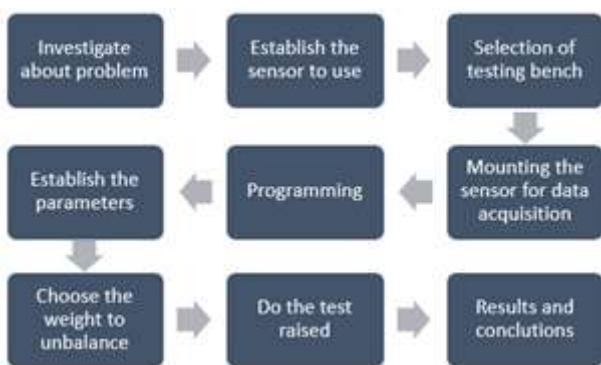 Investigate
about problem
Establish the
sensor to use
Selection of
testing bench
Mounting the
sensor for data
acquisition
Programming
Establish the
parameters
Choose the
weight to
unbalance
Do the test
raised
Results and
conclutions